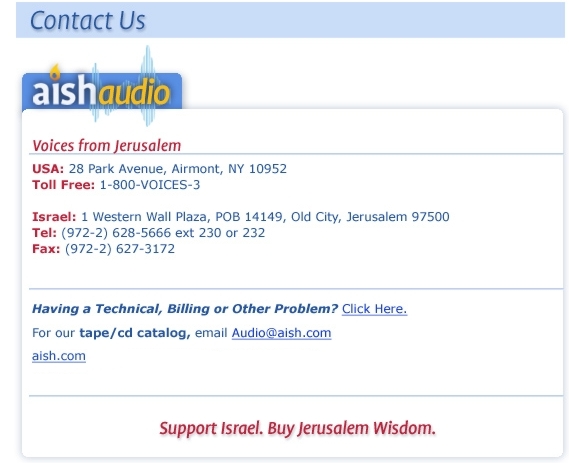 Contact Us
aishaudio
Voices from Jerusalem
USA: 28 Park Avenue, Airmont, NY 10952
Toll Free: 1-800-VOICES-3
Israel: 1 Western Wall Plaza, POB 14149, Old City, Jerusalem 97500
Tel: (972-2) 628-5666 ext 230 or 232
Fax: (972-2) 627-3172
Having a Technical, Billing or Other Problem? Click Here.
For our tape/cd catalog, email Audio@aish.com
aish.com
Support Israel. Buy Jerusalem Wisdom.